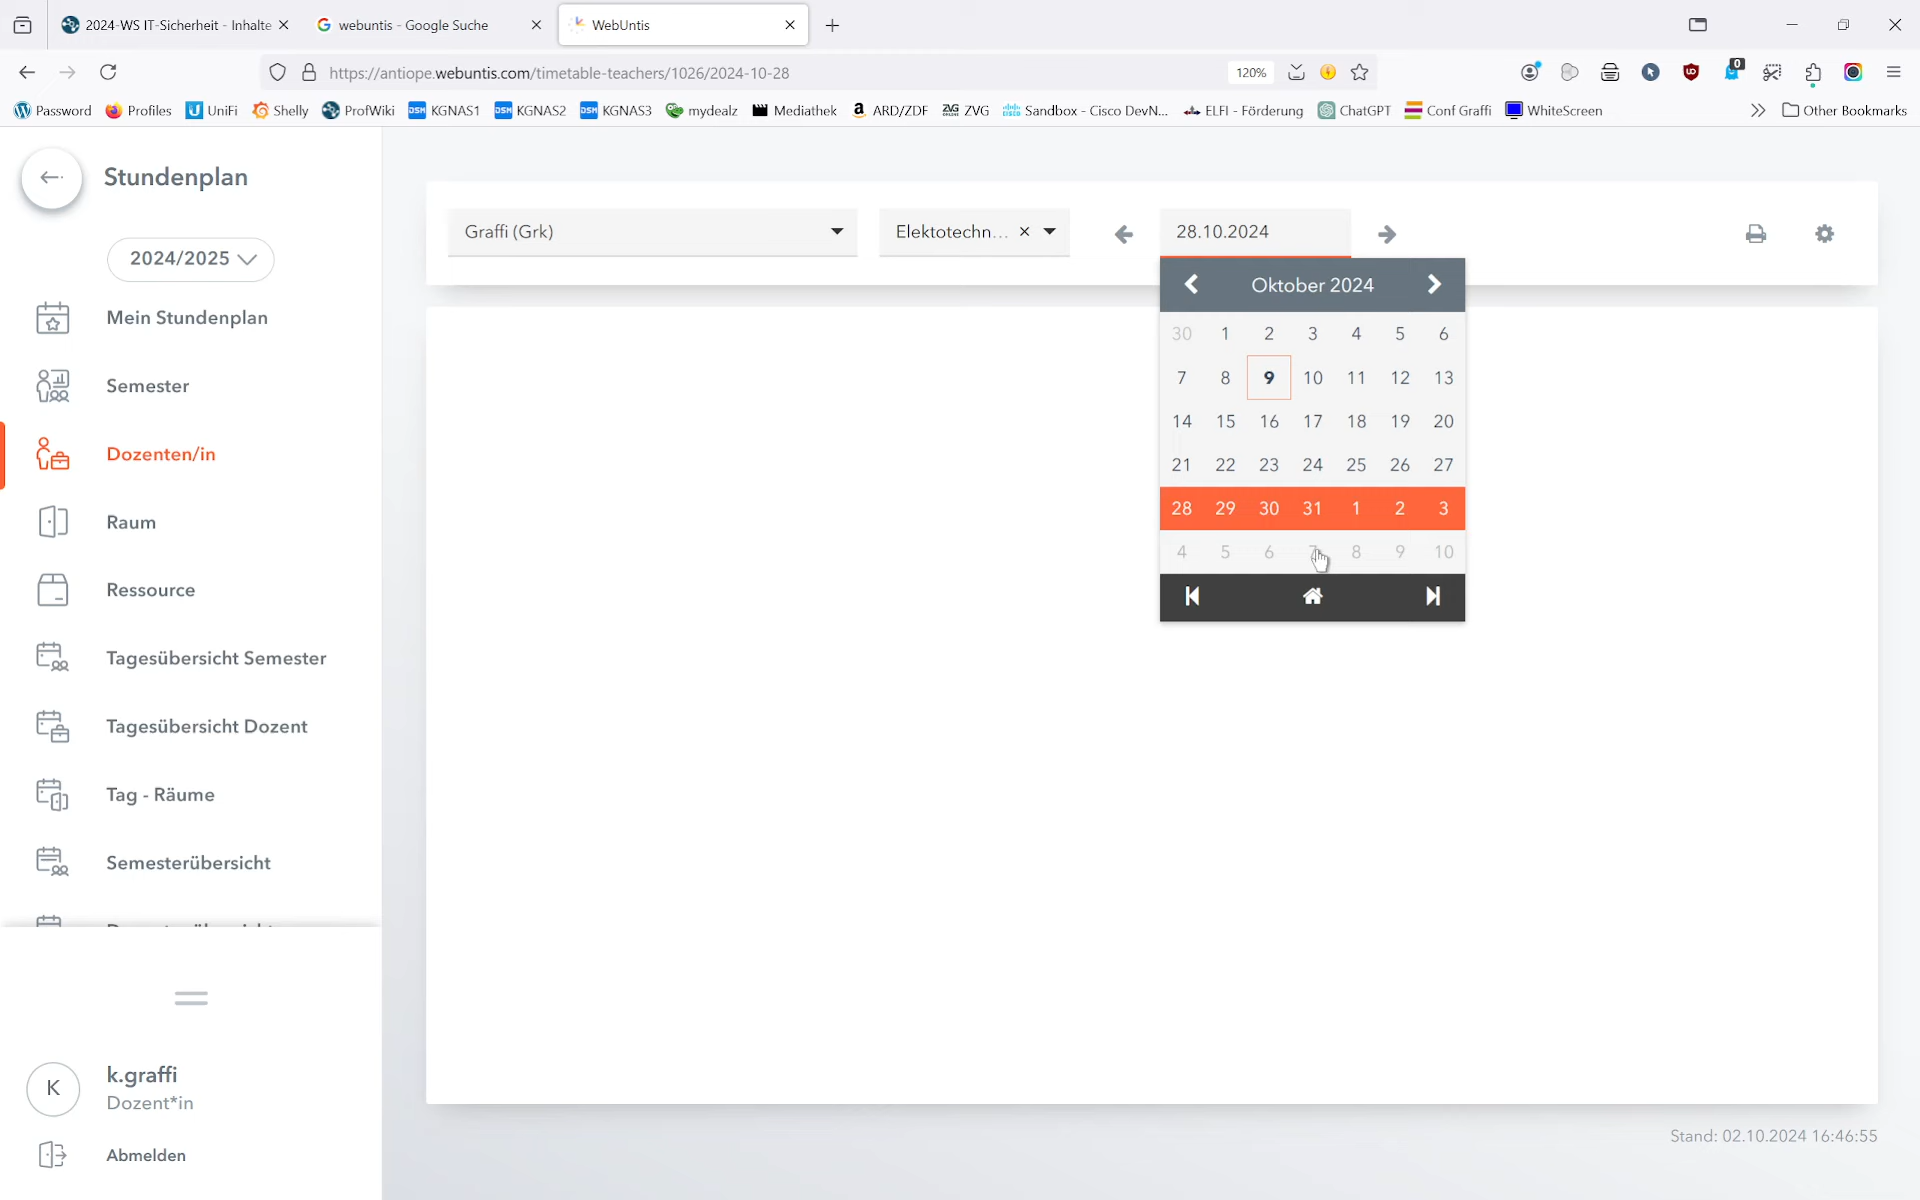 2024-WS IT-Sicherheit - Inhalte
webuntis - Google Suche
WebUntis
https://antiope.webuntis.com/timetable-teachers/1026/2024-10-28
120%
0
Password
Profiles
UniFi
Shelly
ProfWiki
KGNAS1
KGNAS2
KGNAS3
mydealz
Mediathek
ARD/ZDF
ZVG
Sandbox - Cisco DevN...
ELFI - Förderung
ChatGPT
Conf Graffi
WhiteScreen
Other Bookmarks
Stundenplan
2024/2025
Mein Stundenplan
Semester
Dozenten/in
Raum
Ressource
Tagesübersicht Semester
Tagesübersicht Dozent
Tag - Räume
Semesterübersicht
K
k.graffi
Dozent*in
Abmelden
Graffi (Grk)
Elektotechn...
28.10.2024
Oktober 2024
30 1 2 3 4 5 6
7 8 9 10 11 12 13
14 15 16 17 18 19 20
21 22 23 24 25 26 27
28 29 30 31 1 2 3
4 5 6 7 8 9 10
Stand: 02.10.2024 16:46:55